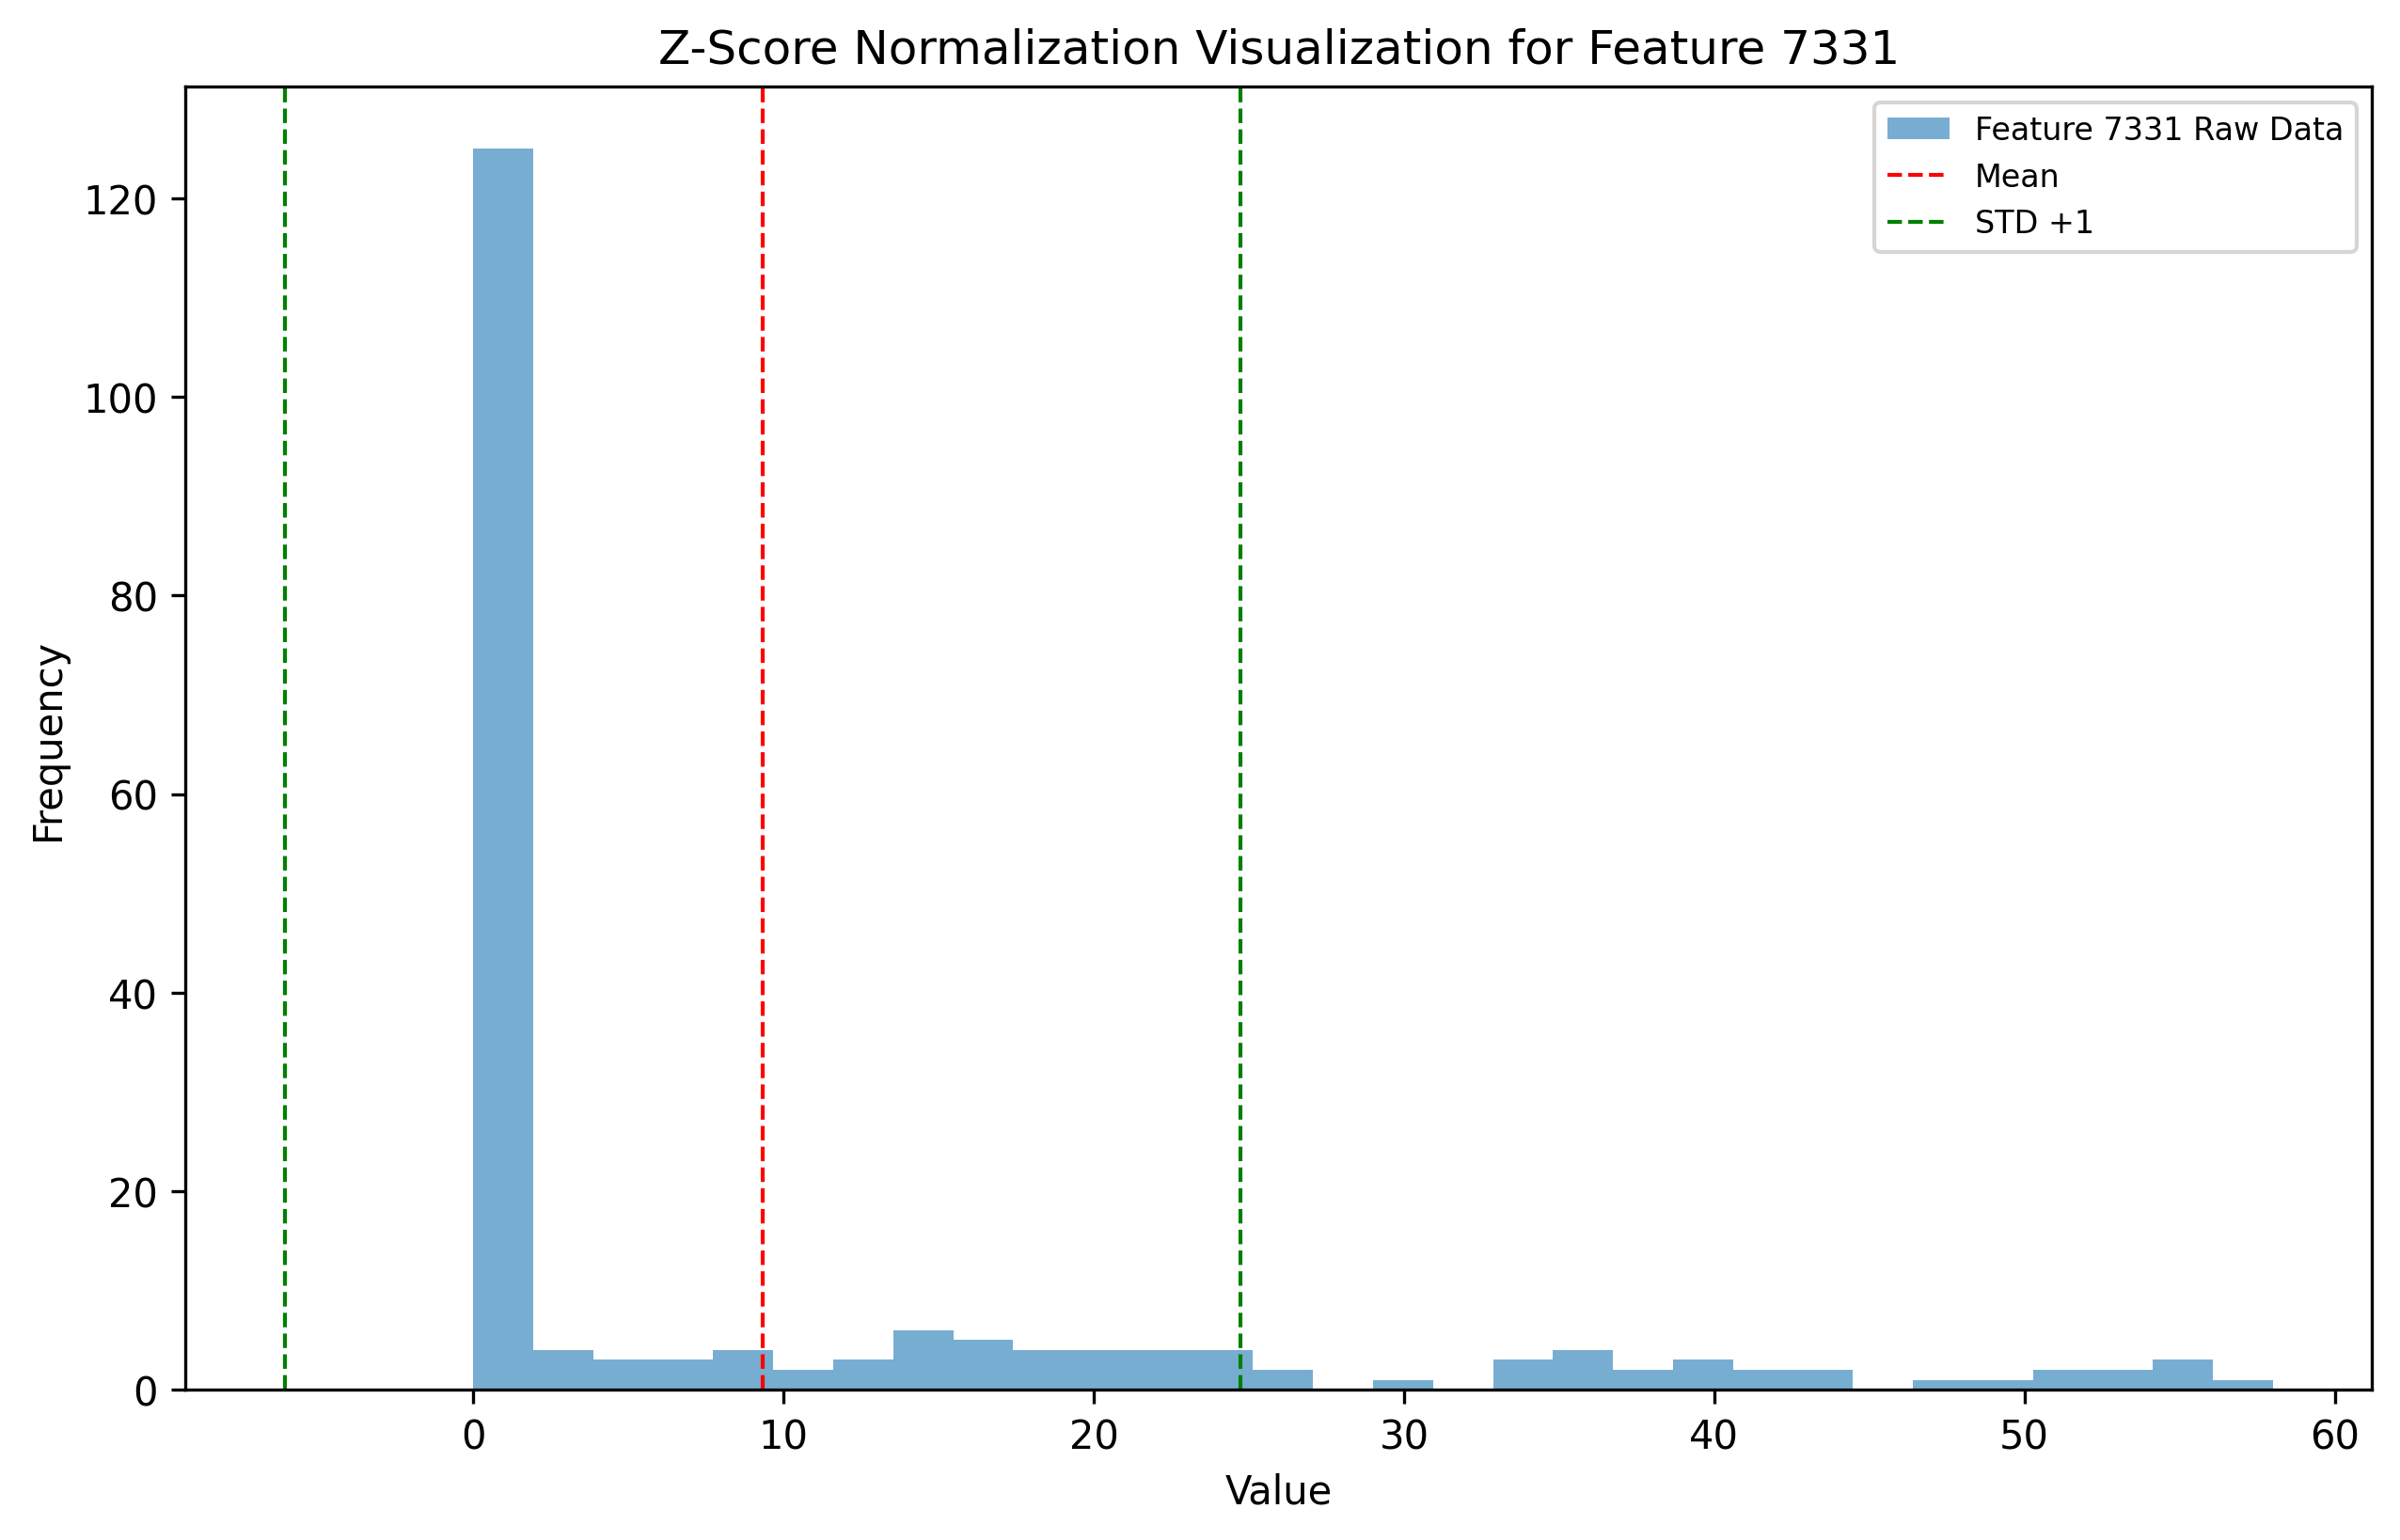 Z-Score Normalization Visualization for Feature 7331
Feature 7331 Raw Data
Mean
STD +1
120
100
80
60
40
20
0
Frequency
0 10 20 30 40 50 60
Value